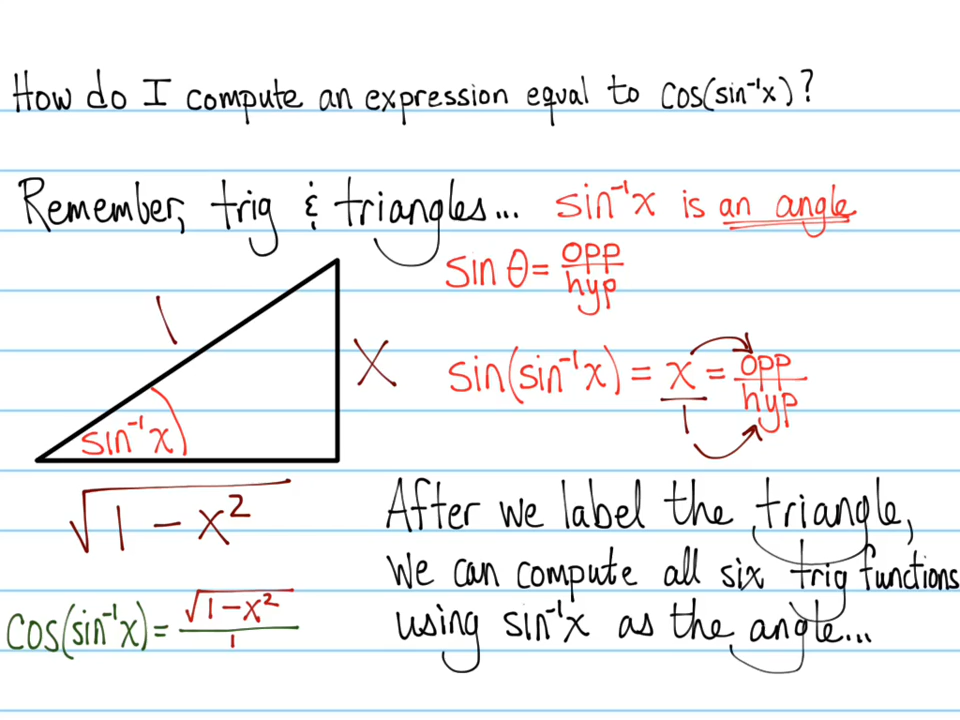 How do I compute an expression equal to cos(sin⁻¹x)?
Remember, trig & triangles... sin⁻¹x is an angle
sin θ = opp/hyp
1
x
sin(sin⁻¹x) = x/1 = opp/hyp
sin⁻¹x
√1 - x²
After we label the triangle,
We can compute all six trig functions
using sin⁻¹x as the angle...
cos(sin⁻¹x) = √1-x²/1